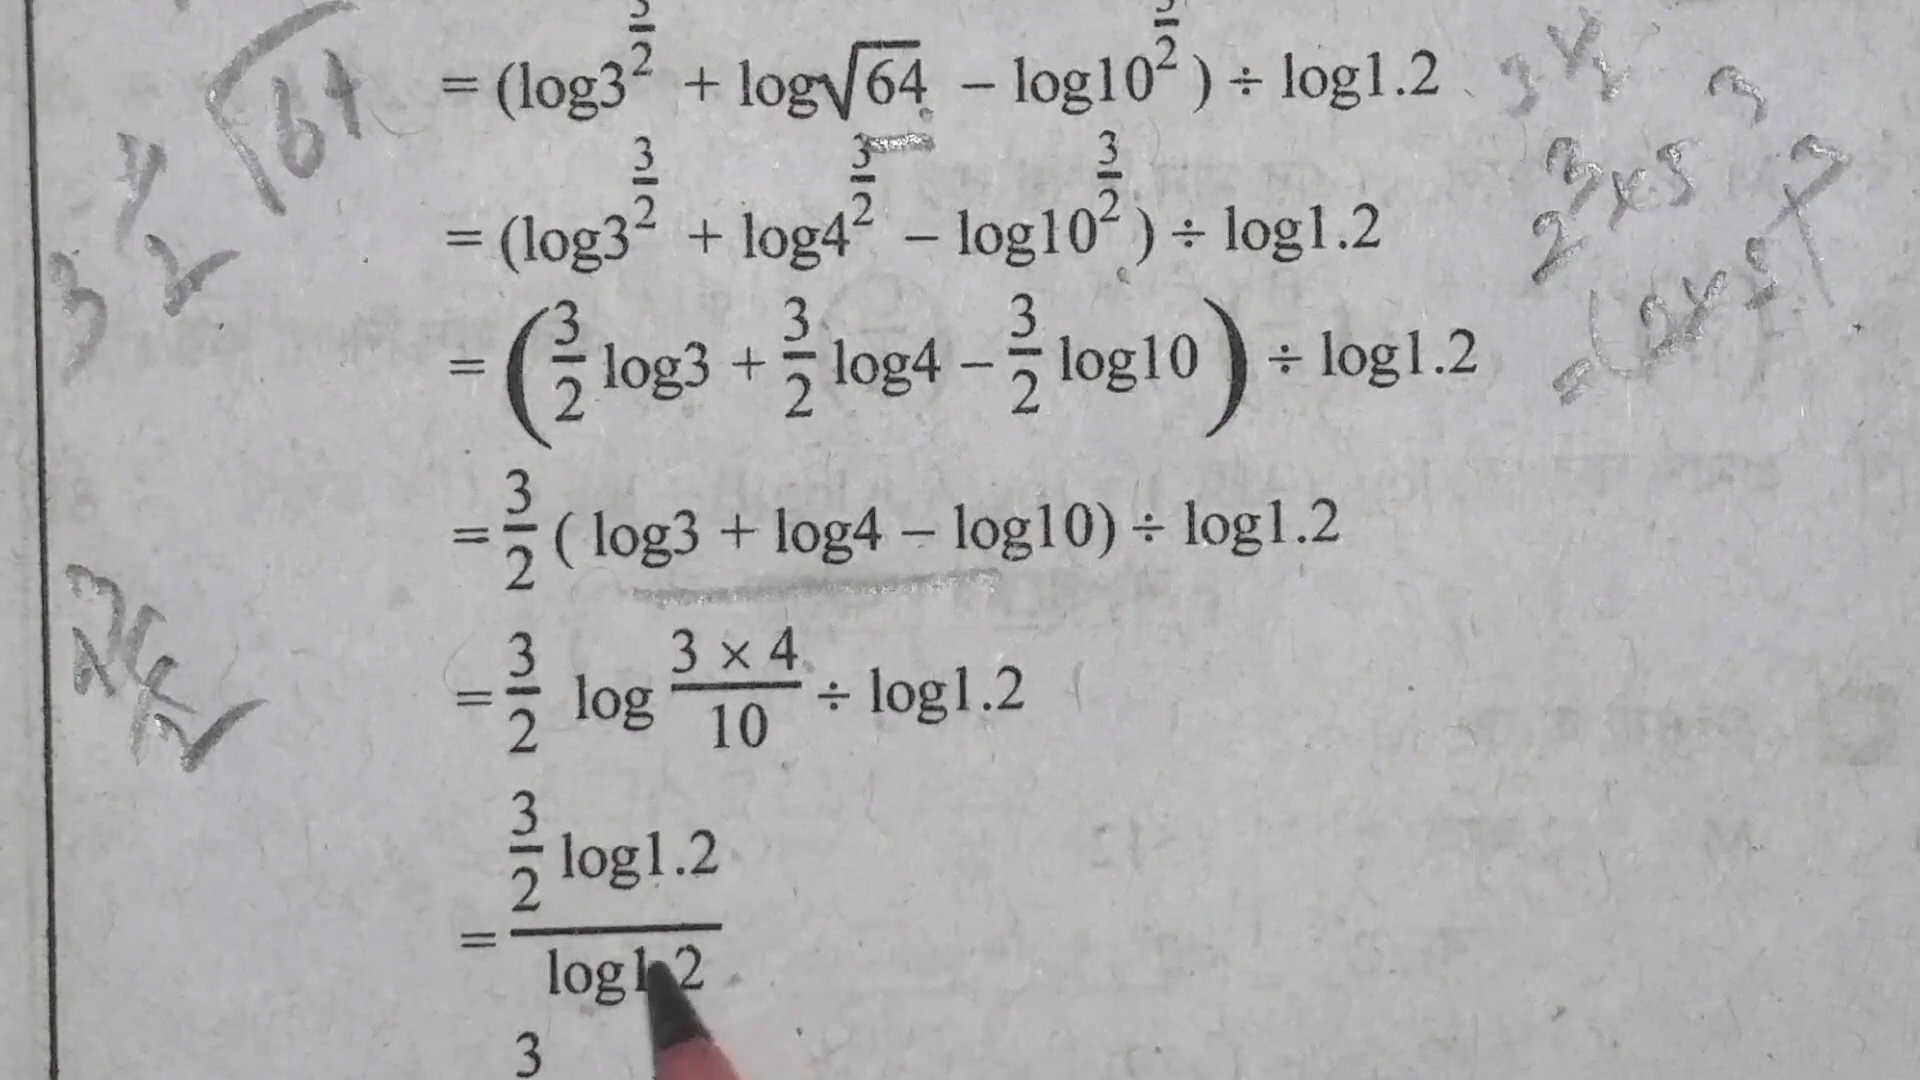 = (log3^{3/2} + log√64 − log10^{3/2}) ÷ log1.2
= (log3^{3/2} + log4^{3/2} − log10^{3/2}) ÷ log1.2
= (3/2 log3 + 3/2 log4 − 3/2 log10) ÷ log1.2
= 3/2 ( log3 + log4 − log10) ÷ log1.2
= 3/2 log (3 × 4)/10 ÷ log1.2
= (3/2 log1.2)/(log1.2)
3
√64